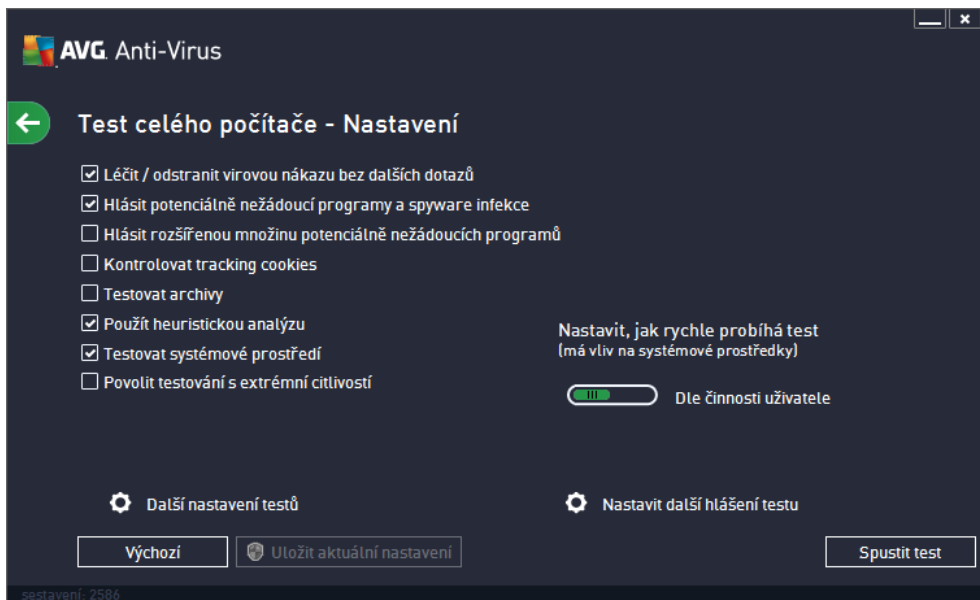 AVG. Anti-Virus
Test celého počítače - Nastavení
Léčit / odstranit virovou nákazu bez dalších dotazů
Hlásit potenciálně nežádoucí programy a spyware infekce
Hlásit rozšířenou množinu potenciálně nežádoucích programů
Kontrolovat tracking cookies
Testovat archivy
Použít heuristickou analýzu
Testovat systémové prostředí
Povolit testování s extrémní citlivostí
Nastavit, jak rychle probíhá test
(má vliv na systémové prostředky)
Dle činnosti uživatele
Další nastavení testů
Nastavit další hlášení testu
Výchozí
Uložit aktuální nastavení
Spustit test
sestavení: 2586